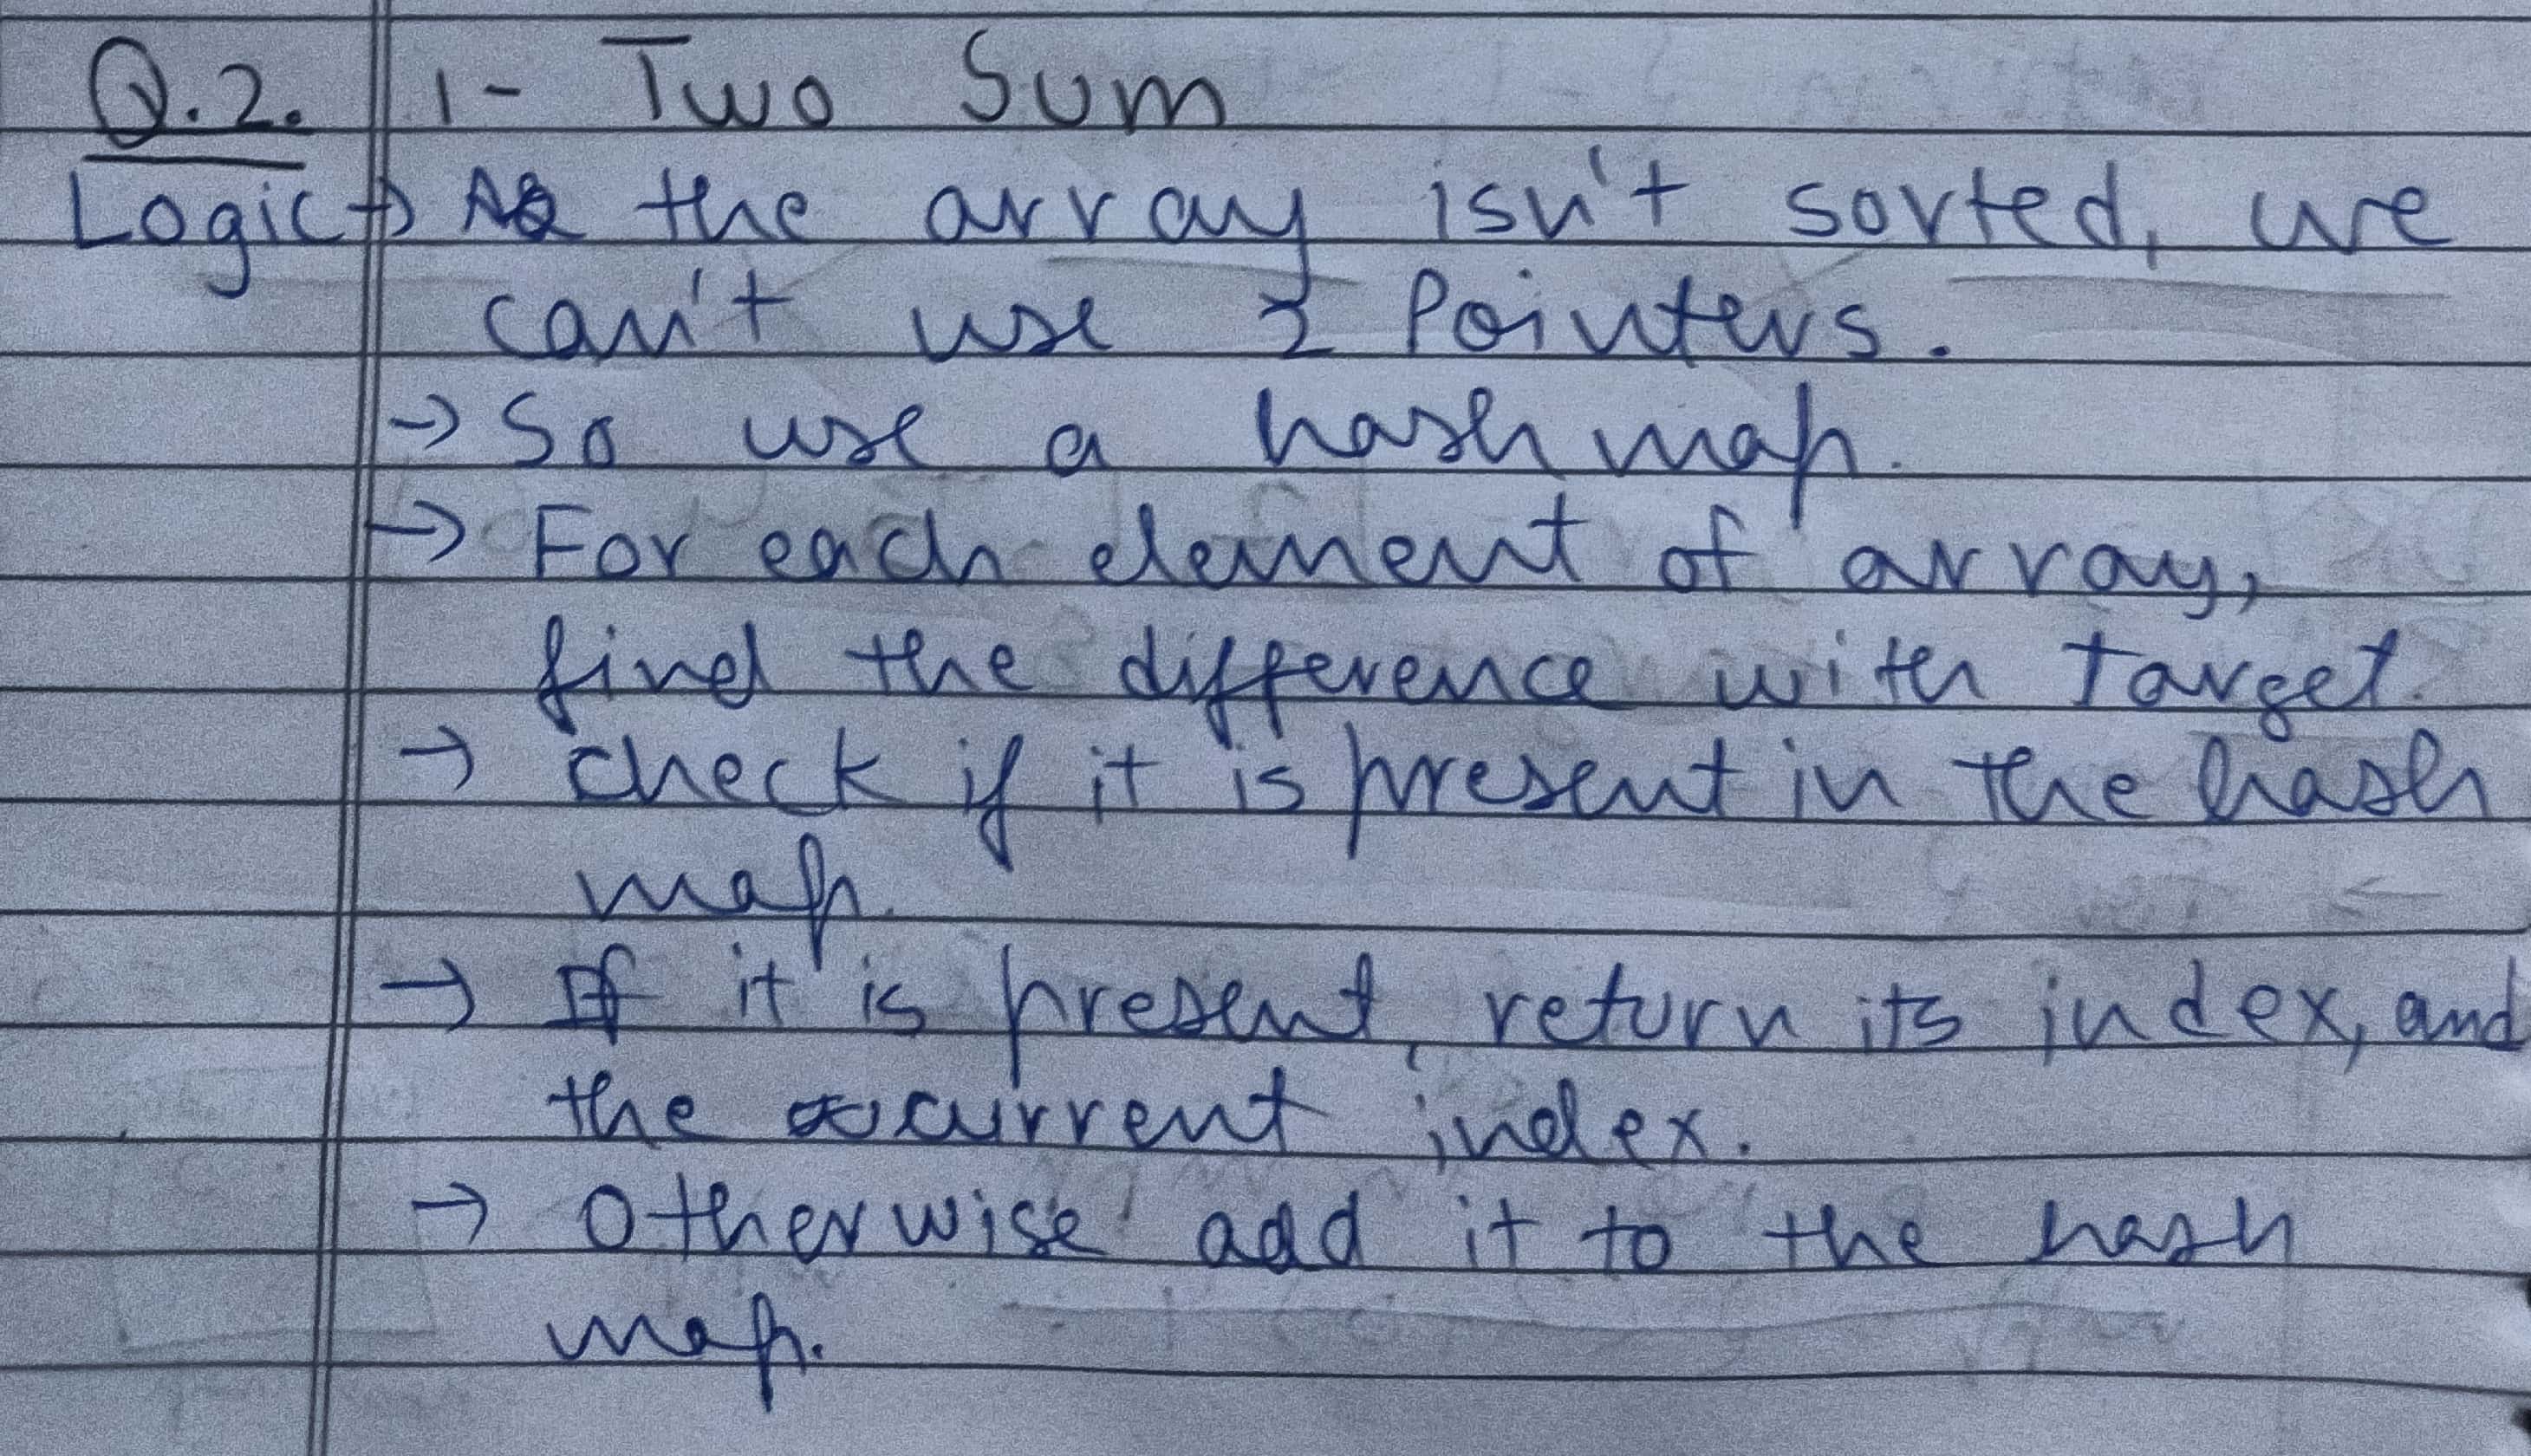 Q.2. 1- Two Sum
Logic → As the array isn't sorted, we
can't use 2 Pointers.
→ So use a hash map.
→ For each element of array,
find the difference with target.
→ check if it is present in the hash
map.
→ If it is present, return its index, and
the current index.
→ Otherwise add it to the hash
map.